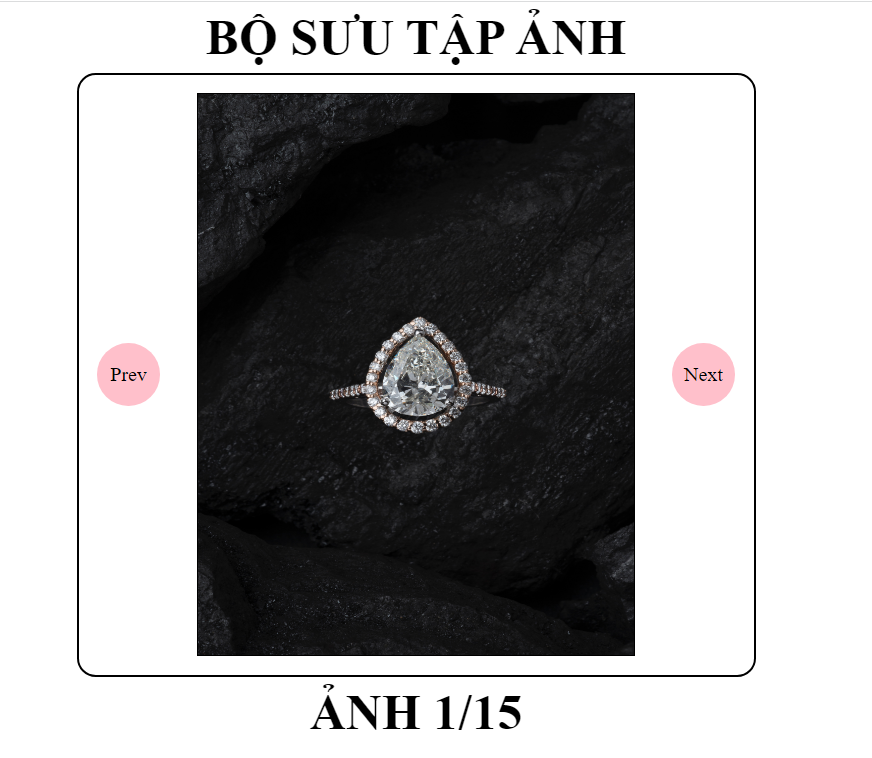 BỘ SƯU TẬP ẢNH
Prev
Next
ẢNH 1/15